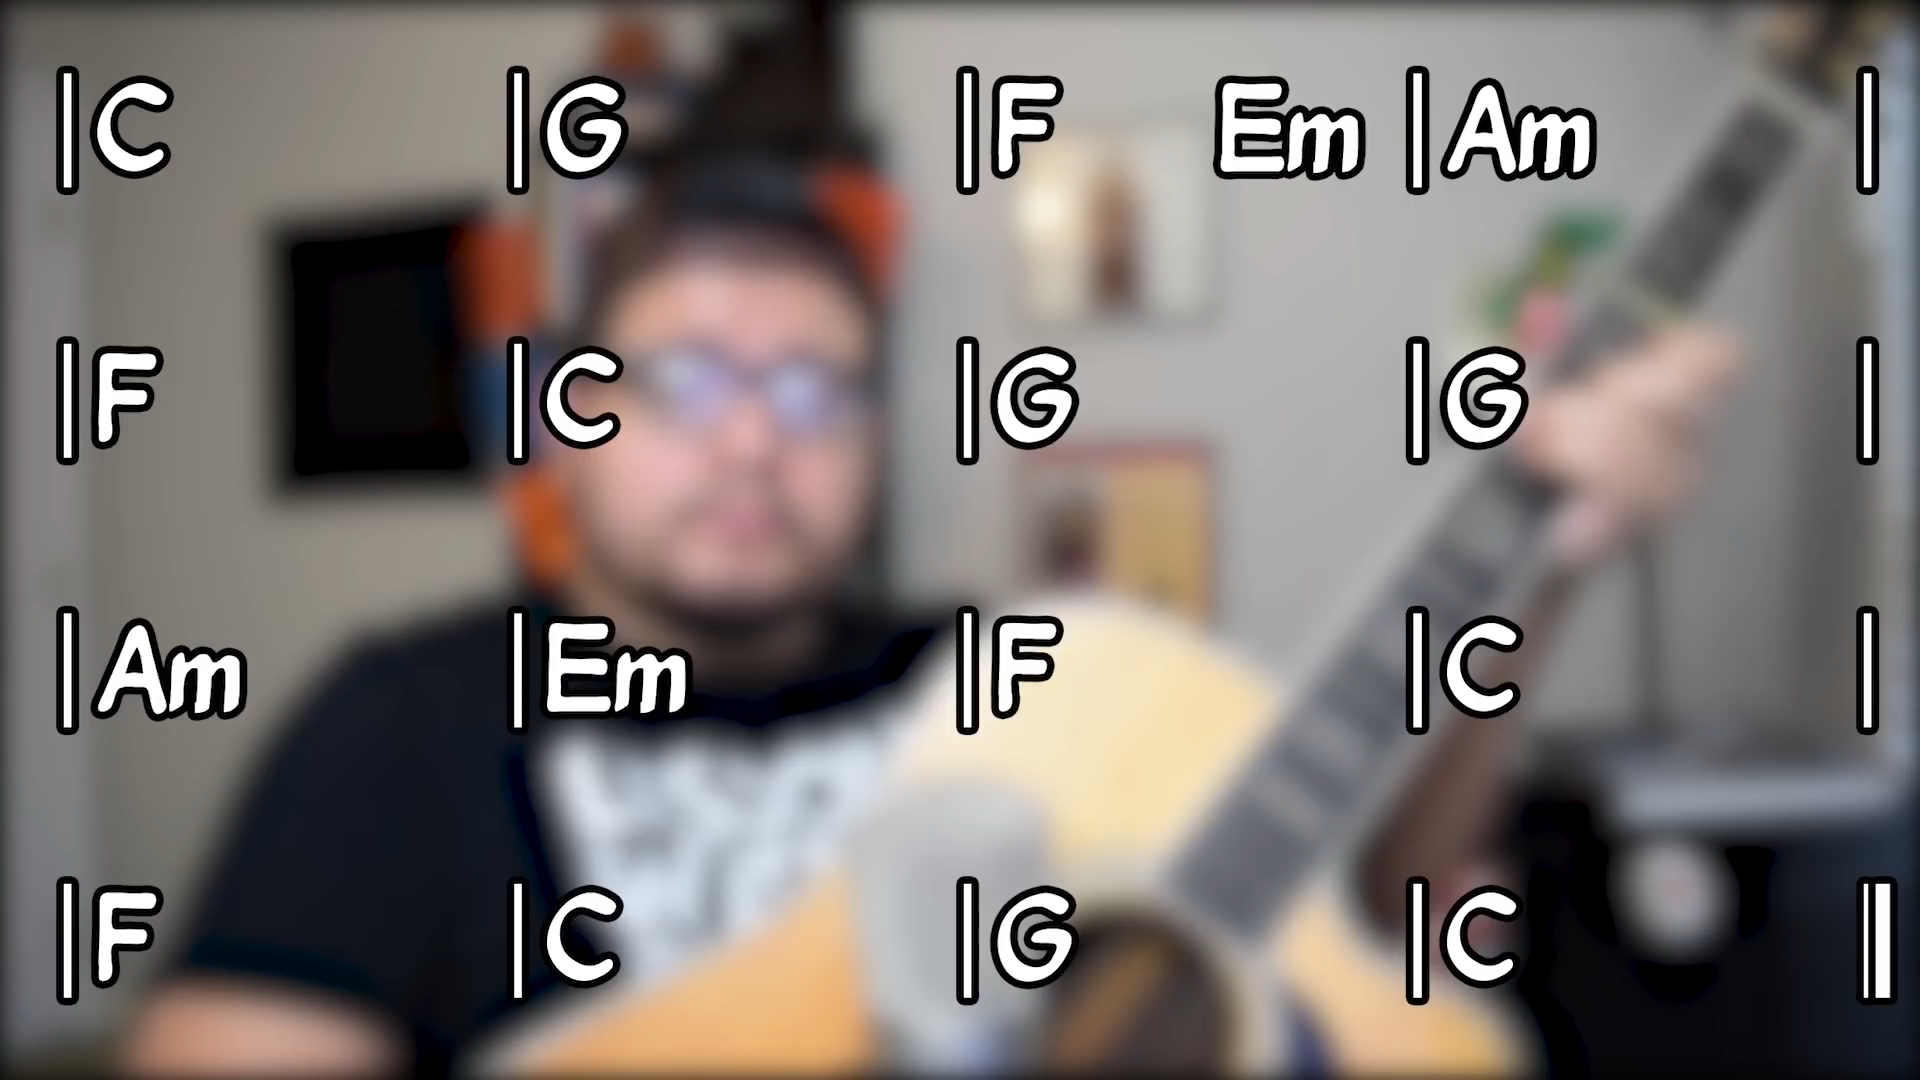 |C |G |F Em |Am |
|F |C |G |G |
|Am |Em |F |C |
|F |C |G |C ‖